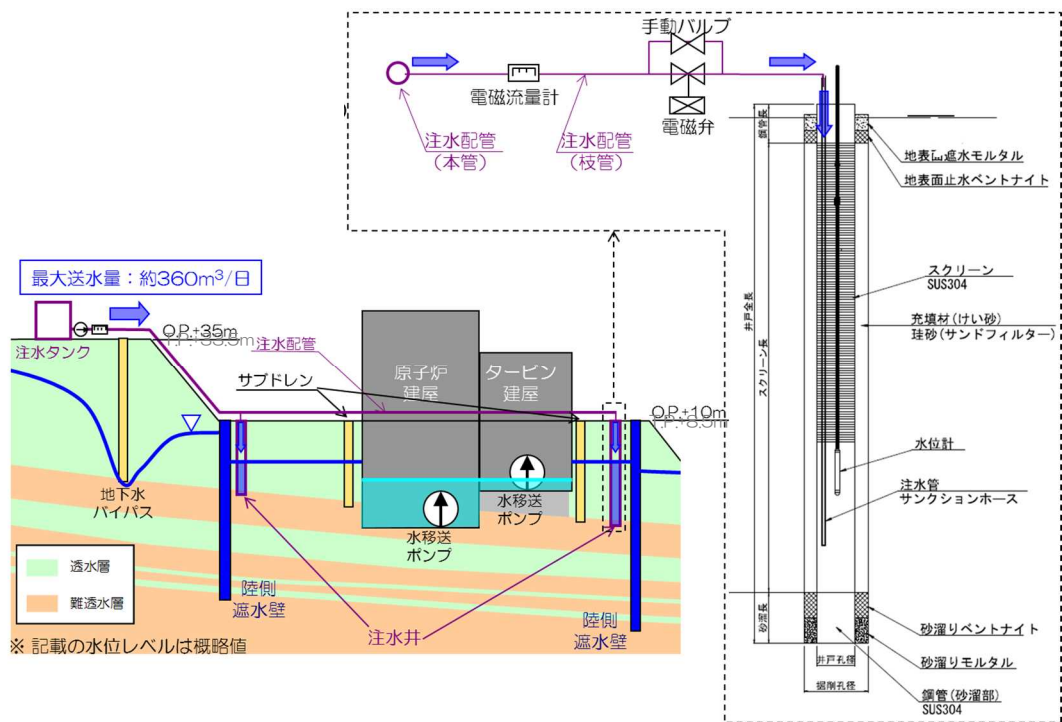 手動バルブ
電磁流量計
電磁弁
注水配管
(本管)
注水配管
(枝管)
鋼管長
井戸全長
スクリーン長
砂溜長
地表面遮水モルタル
地表面止水ベントナイト
スクリーン
SUS304
充填材(けい砂)
珪砂(サンドフィルター)
水位計
注水管
サンクションホース
砂溜りベントナイト
砂溜りモルタル
鋼管(砂溜部)
SUS304
井戸孔径
掘削孔径
最大送水量:約360m³/日
注水タンク
O.P.+35m
T.P.+33.5m
注水配管
サブドレン
原子炉
建屋
タービン
建屋
O.P.+10m
T.P.+8.5m
地下水
バイパス
水移送
ポンプ
水移送
ポンプ
透水層
難透水層
陸側
遮水壁
注水井
陸側
遮水壁
※ 記載の水位レベルは概略値